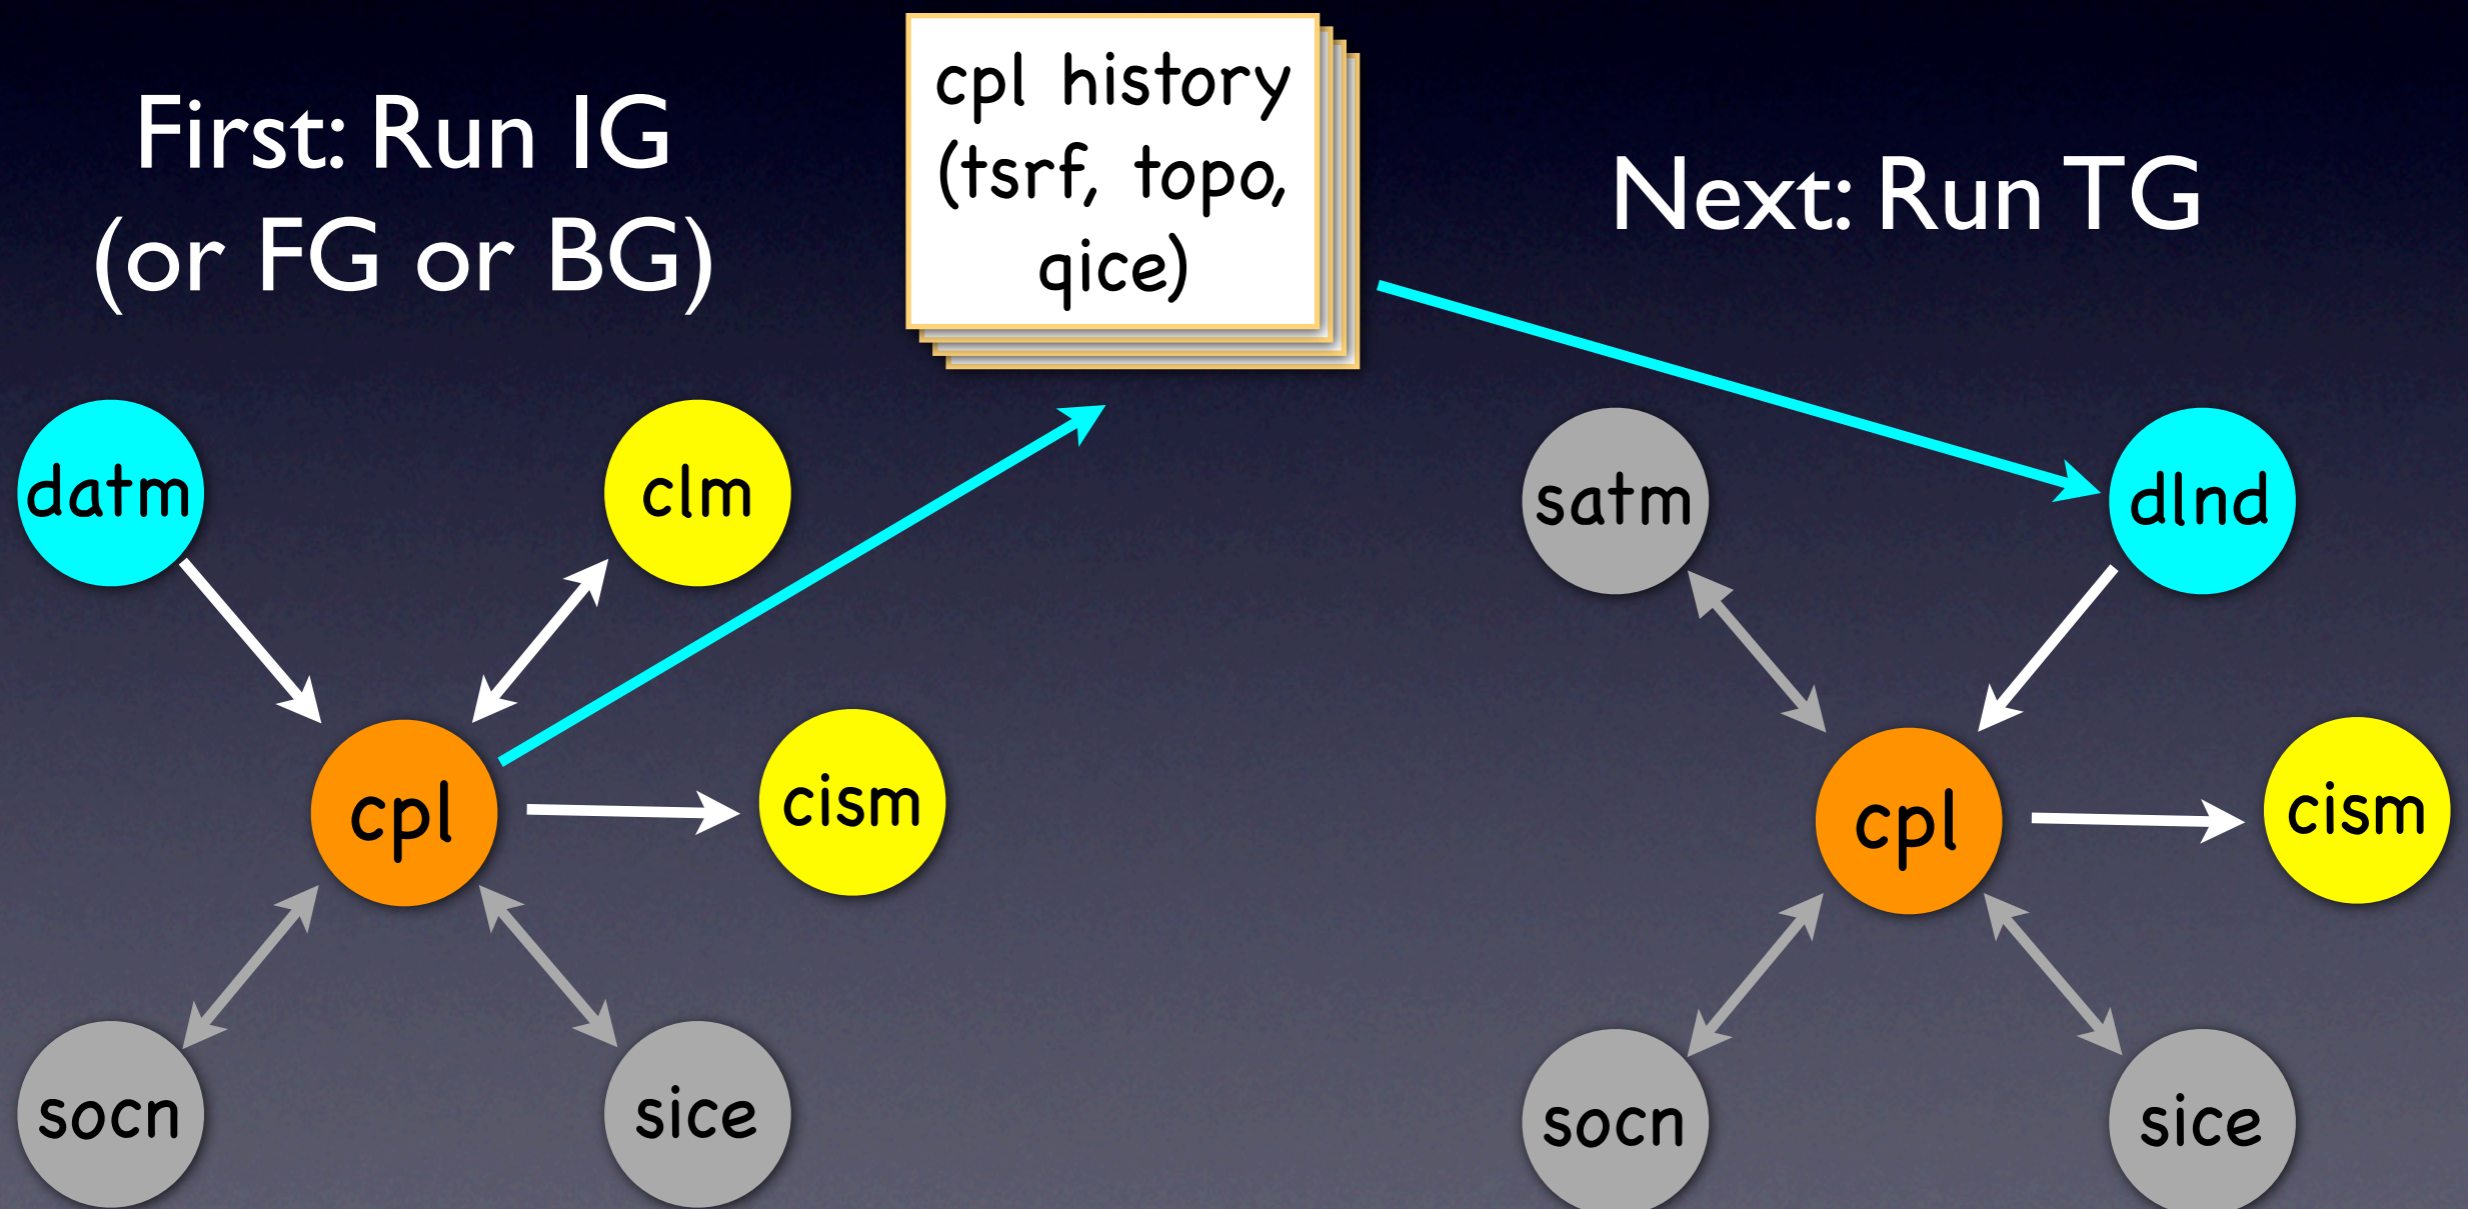 First: Run IG
(or FG or BG)
cpl history
(tsrf, topo,
qice)
Next: Run TG
datm
clm
cpl
cism
socn
sice
satm
dlnd
cpl
cism
socn
sice